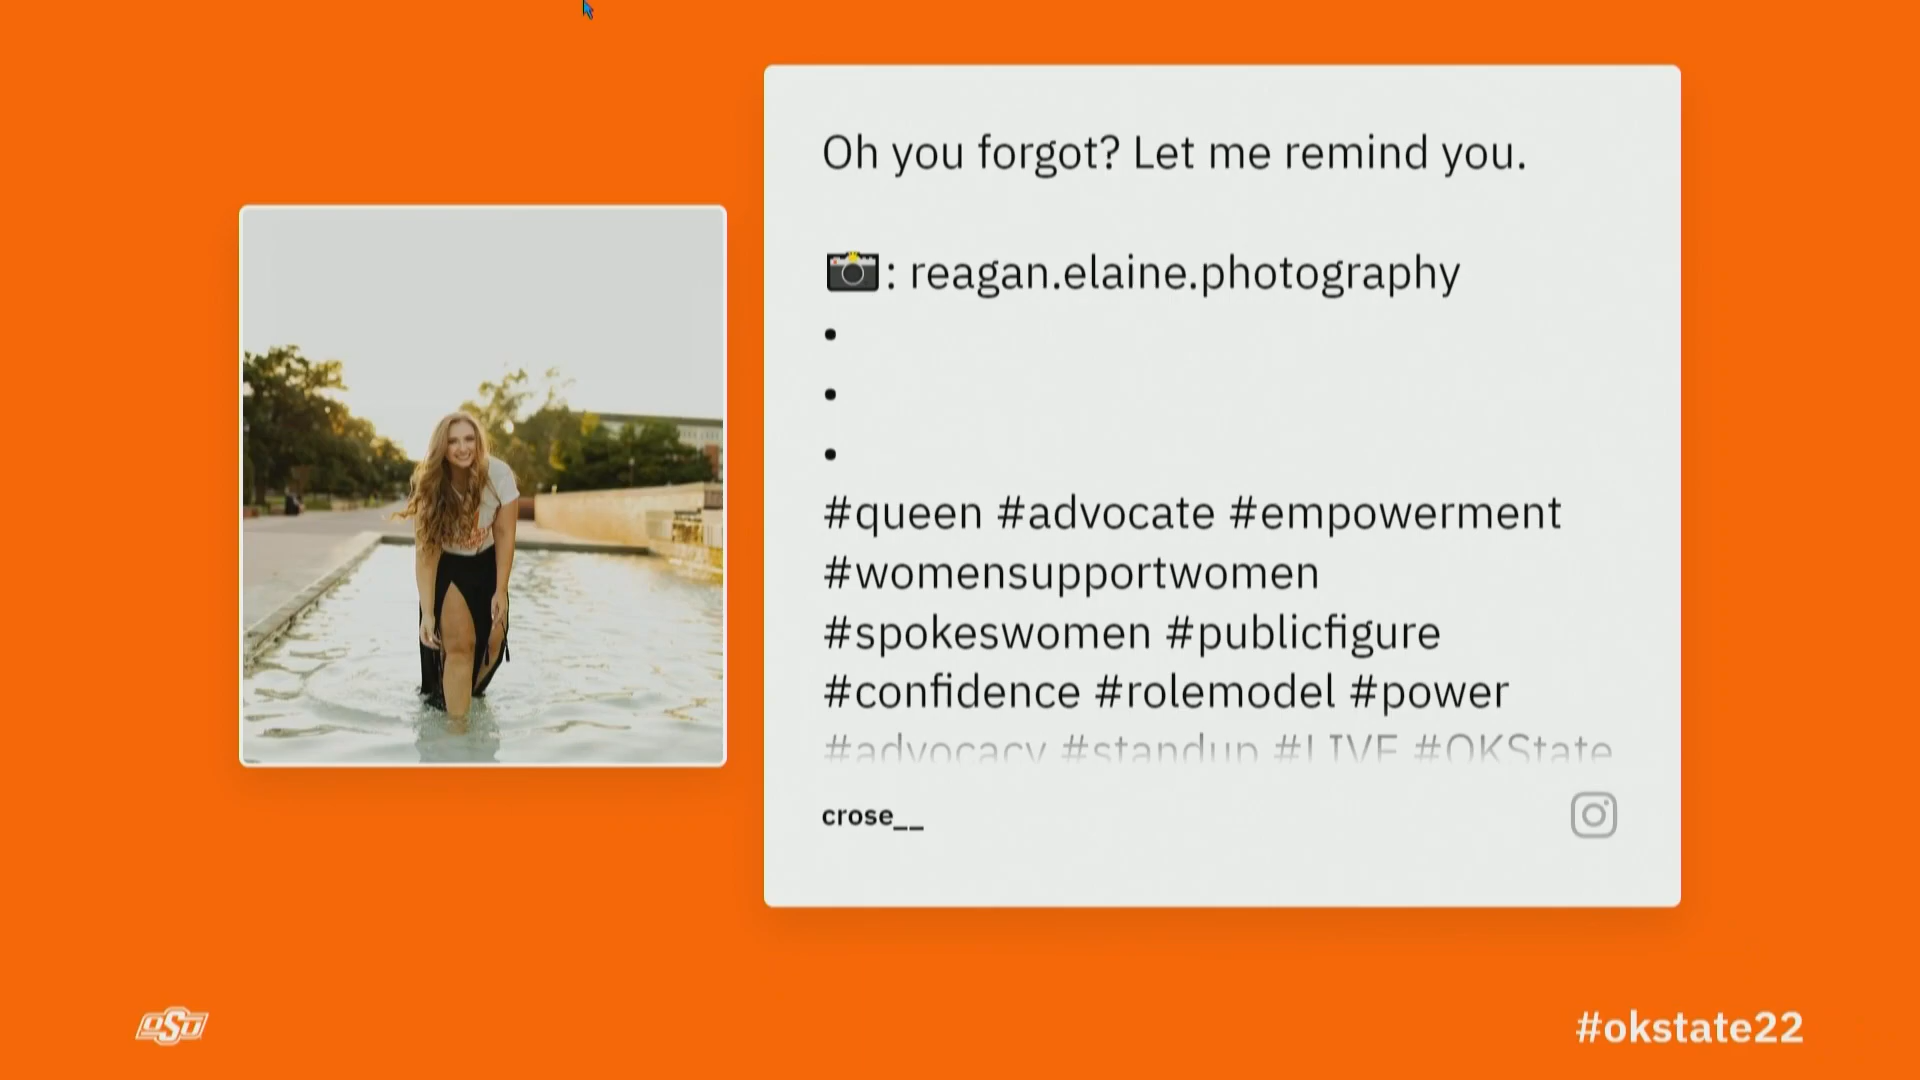 Oh you forgot? Let me remind you.
📸: reagan.elaine.photography
•
•
•
#queen #advocate #empowerment
#womensupportwomen
#spokeswomen #publicfigure
#confidence #rolemodel #power
#advocacy #standup #LIVE #OKState
crose__
OSU
#okstate22